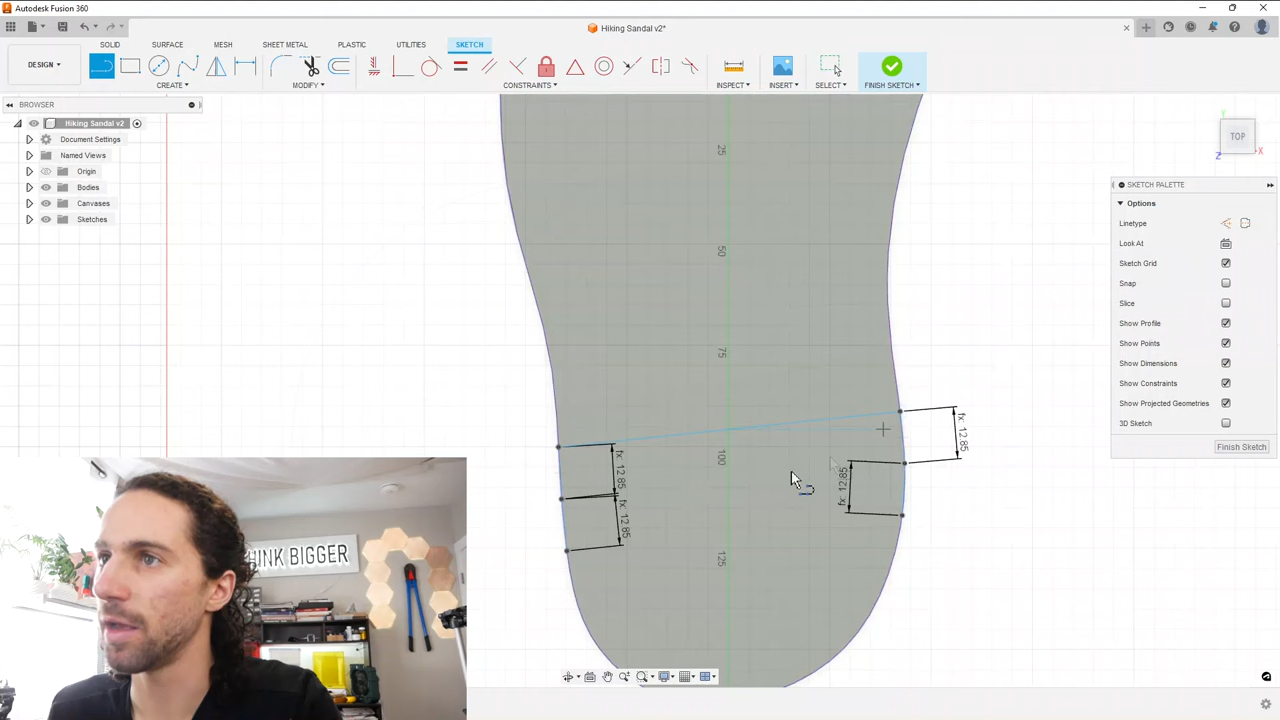 Autodesk Fusion 360
Hiking Sandal v2*
DESIGN
SOLID
SURFACE
MESH
SHEET METAL
PLASTIC
UTILITIES
SKETCH
CREATE
MODIFY
CONSTRAINTS
INSPECT
INSERT
SELECT
FINISH SKETCH
BROWSER
Hiking Sandal v2
Document Settings
Named Views
Origin
Bodies
Canvases
Sketches
TOP
Y
X
Z
SKETCH PALETTE
Options
Linetype
Look At
Sketch Grid
Snap
Slice
Show Profile
Show Points
Show Dimensions
Show Constraints
Show Projected Geometries
3D Sketch
Finish Sketch
25
50
75
100
125
fx: 12.85
fx: 12.85
fx: 12.85
fx: 12.85
HINK BIGGER